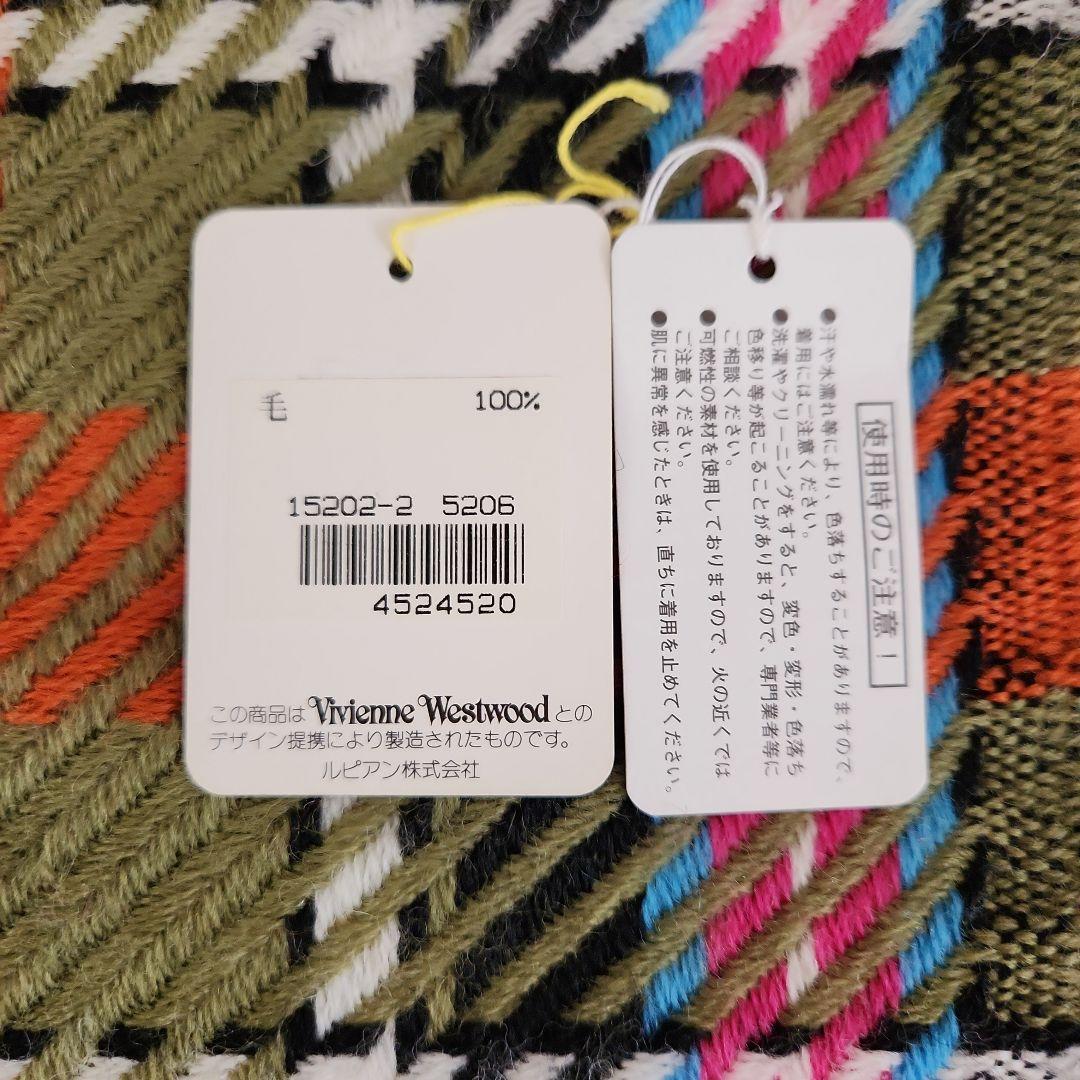 毛 100%
15202-2 5206
4524520
この商品は Vivienne Westwood との
デザイン提携により製造されたものです。
ルピアン株式会社
使用時のご注意!
●汗や水濡れ等により、色落ちすることがありますので、
着用にはご注意ください。
●洗濯やクリーニングをすると、変色・変形・色落ち
色移り等が起こることがありますので、専門業者等に
ご相談ください。
●可燃性の素材を使用しておりますので、火の近くでは
ご注意ください。
●肌に異常を感じたときは、直ちに着用を止めてください。